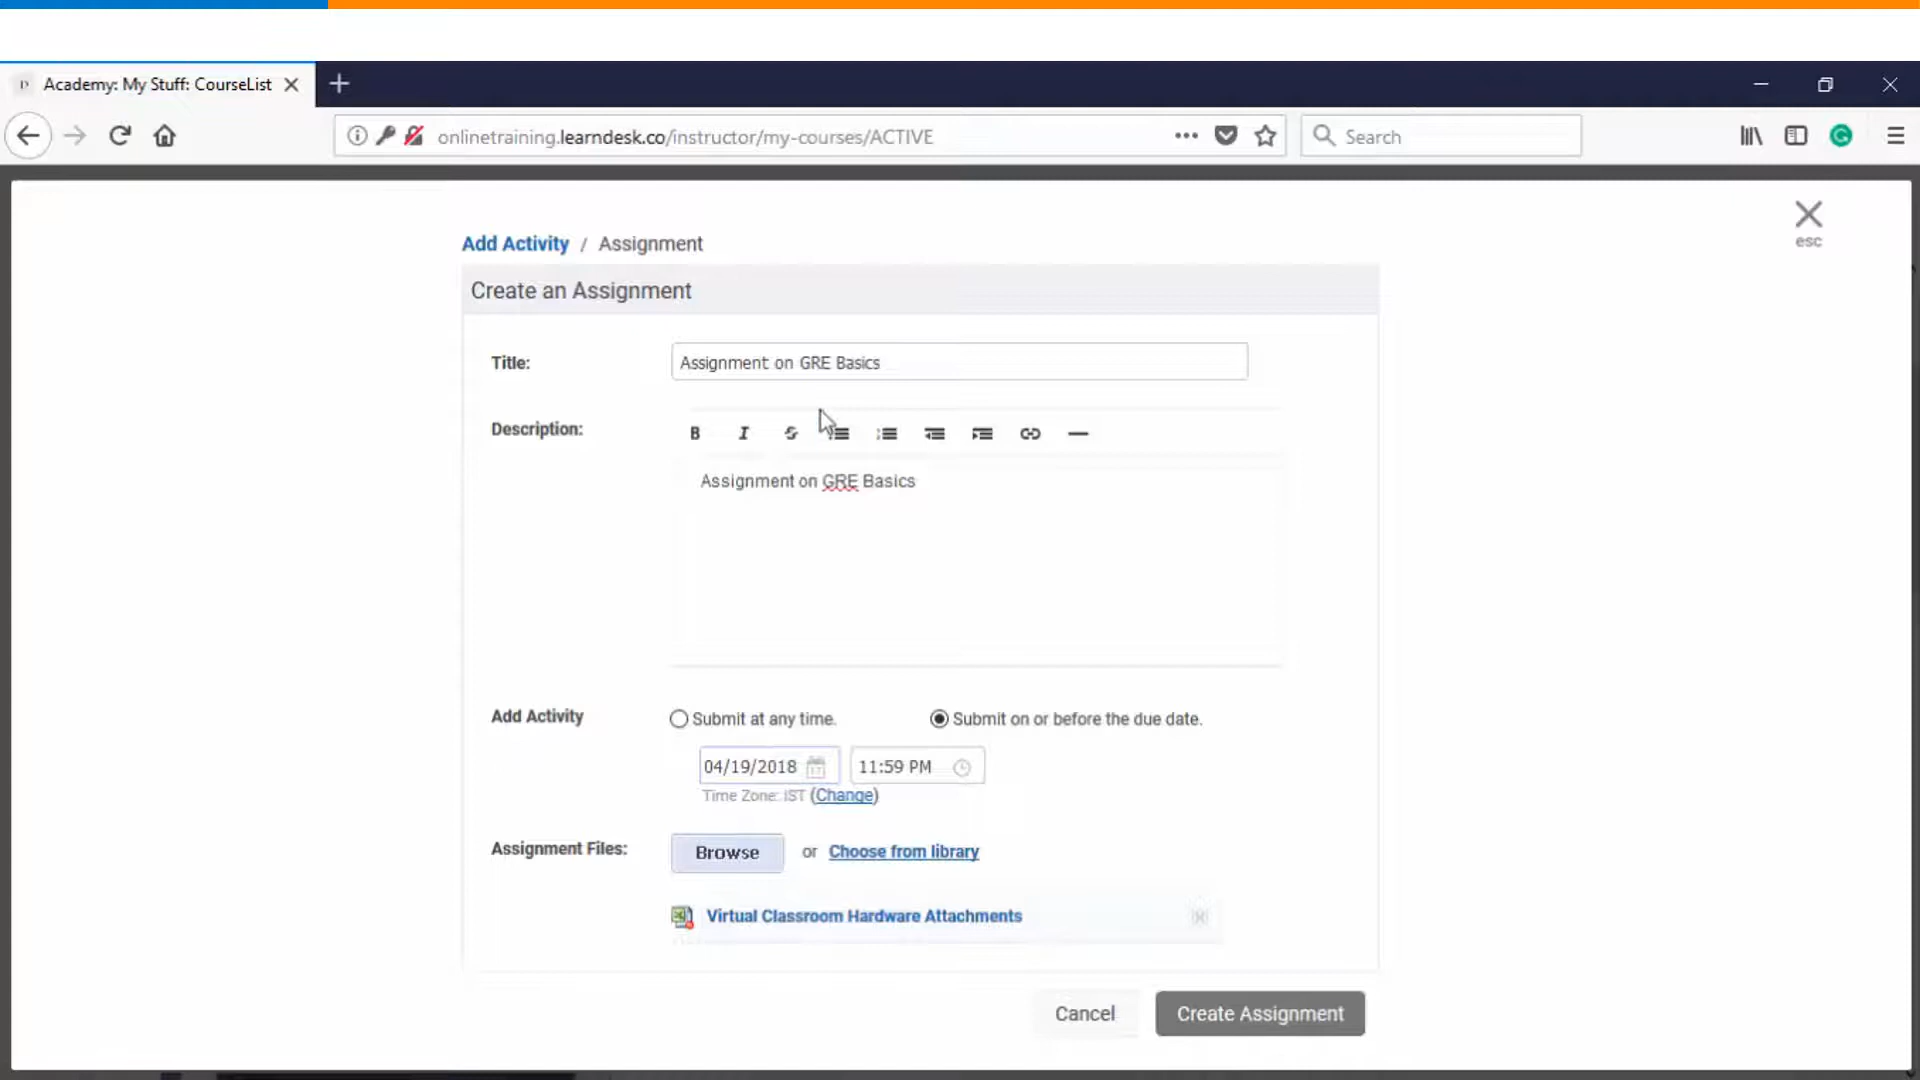 Academy: My Stuff: CourseList
onlinetraining.learndesk.co/instructor/my-courses/ACTIVE
Search
esc
Add Activity / Assignment
Create an Assignment
Title:
Assignment on GRE Basics
Description:
B I S
Assignment on GRE Basics
Add Activity
Submit at any time.
Submit on or before the due date.
04/19/2018
11:59 PM
Time Zone: IST (Change)
Assignment Files:
Browse or Choose from library
Virtual Classroom Hardware Attachments
Cancel
Create Assignment